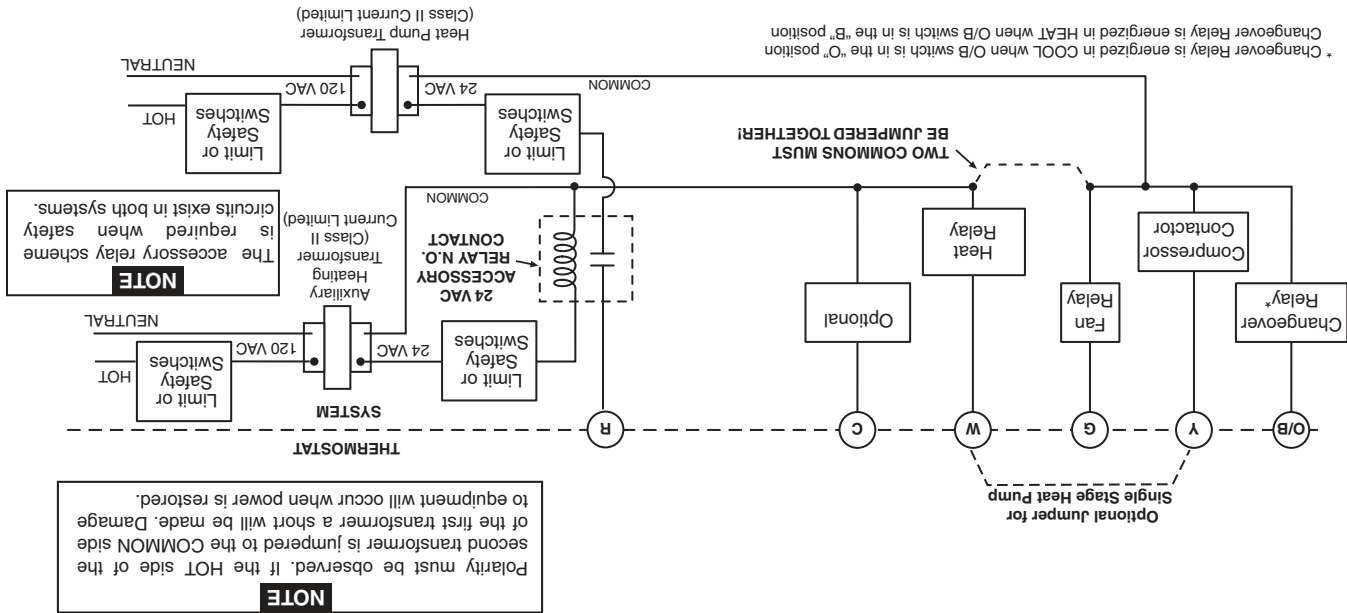 NOTE
Polarity must be observed. If the HOT side of the
second transformer is jumpered to the COMMON side
of the first transformer a short will be made. Damage
to equipment will occur when power is restored.
Optional Jumper for
Single Stage Heat Pump
O/B
Y
G
W
C
R
THERMOSTAT
SYSTEM
Changeover
Relay*
Compressor
Contactor
Fan
Relay
Heat
Relay
Optional
24 VAC
ACCESSORY
RELAY N.O.
CONTACT
Limit or
Safety
Switches
24 VAC
120 VAC
Limit or
Safety
Switches
HOT
NEUTRAL
Auxiliary
Heating
Transformer
(Class II
Current Limited)
COMMON
NOTE
The accessory relay scheme
is required when safety
circuits exist in both systems.
TWO COMMONS MUST
BE JUMPERED TOGETHER!
COMMON
Limit or
Safety
Switches
24 VAC
120 VAC
Limit or
Safety
Switches
HOT
NEUTRAL
Heat Pump Transformer
(Class II Current Limited)
* Changeover Relay is energized in COOL when O/B switch is in the "O" position
Changeover Relay is energized in HEAT when O/B switch is in the "B" position